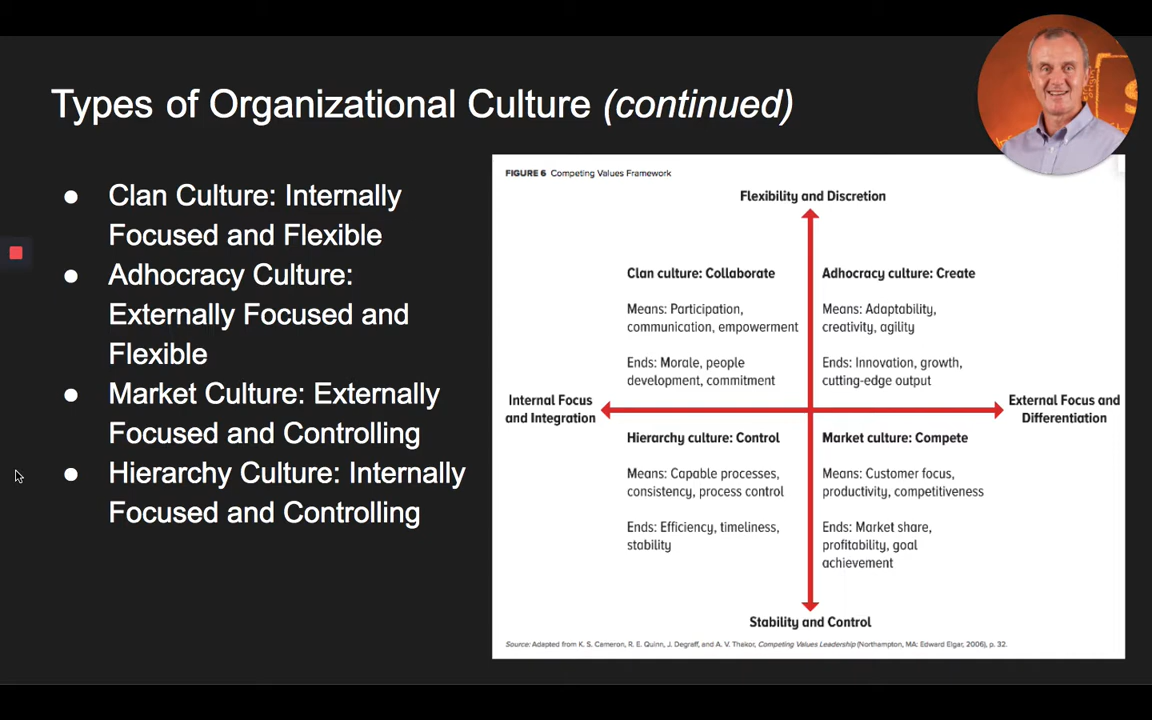 Types of Organizational Culture (continued)
● Clan Culture: Internally
Focused and Flexible
● Adhocracy Culture:
Externally Focused and
Flexible
● Market Culture: Externally
Focused and Controlling
● Hierarchy Culture: Internally
Focused and Controlling
FIGURE 6 Competing Values Framework
Flexibility and Discretion
Clan culture: Collaborate
Means: Participation,
communication, empowerment
Ends: Morale, people
development, commitment
Adhocracy culture: Create
Means: Adaptability,
creativity, agility
Ends: Innovation, growth,
cutting-edge output
Internal Focus
and Integration
External Focus and
Differentiation
Hierarchy culture: Control
Means: Capable processes,
consistency, process control
Ends: Efficiency, timeliness,
stability
Market culture: Compete
Means: Customer focus,
productivity, competitiveness
Ends: Market share,
profitability, goal
achievement
Stability and Control
Source: Adapted from K. S. Cameron, R. E. Quinn, J. Degraff, and A. V. Thakor, Competing Values Leadership (Northampton, MA: Edward Elgar, 2006), p. 32.